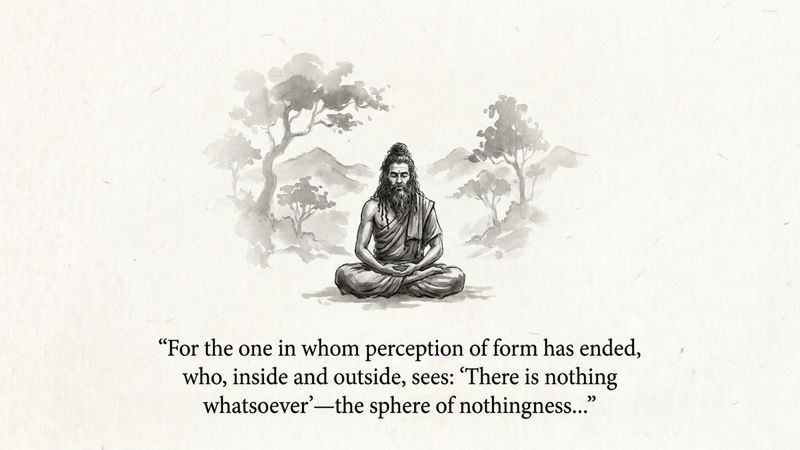 “For the one in whom perception of form has ended,
who, inside and outside, sees: ‘There is nothing
whatsoever’—the sphere of nothingness...”